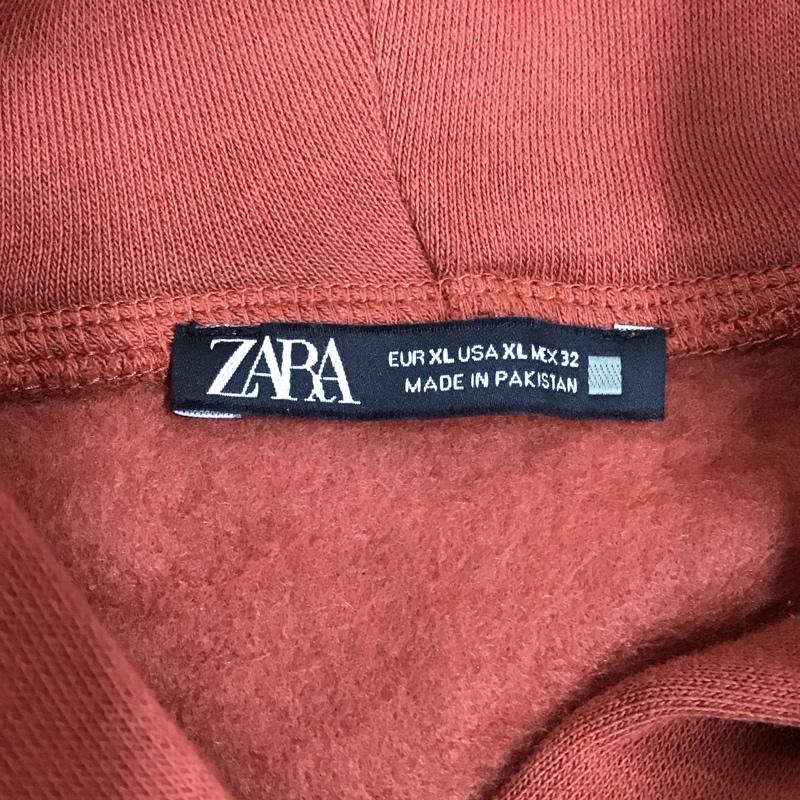 ZARA
EUR XL USA XL MEX 32
MADE IN PAKISTAN